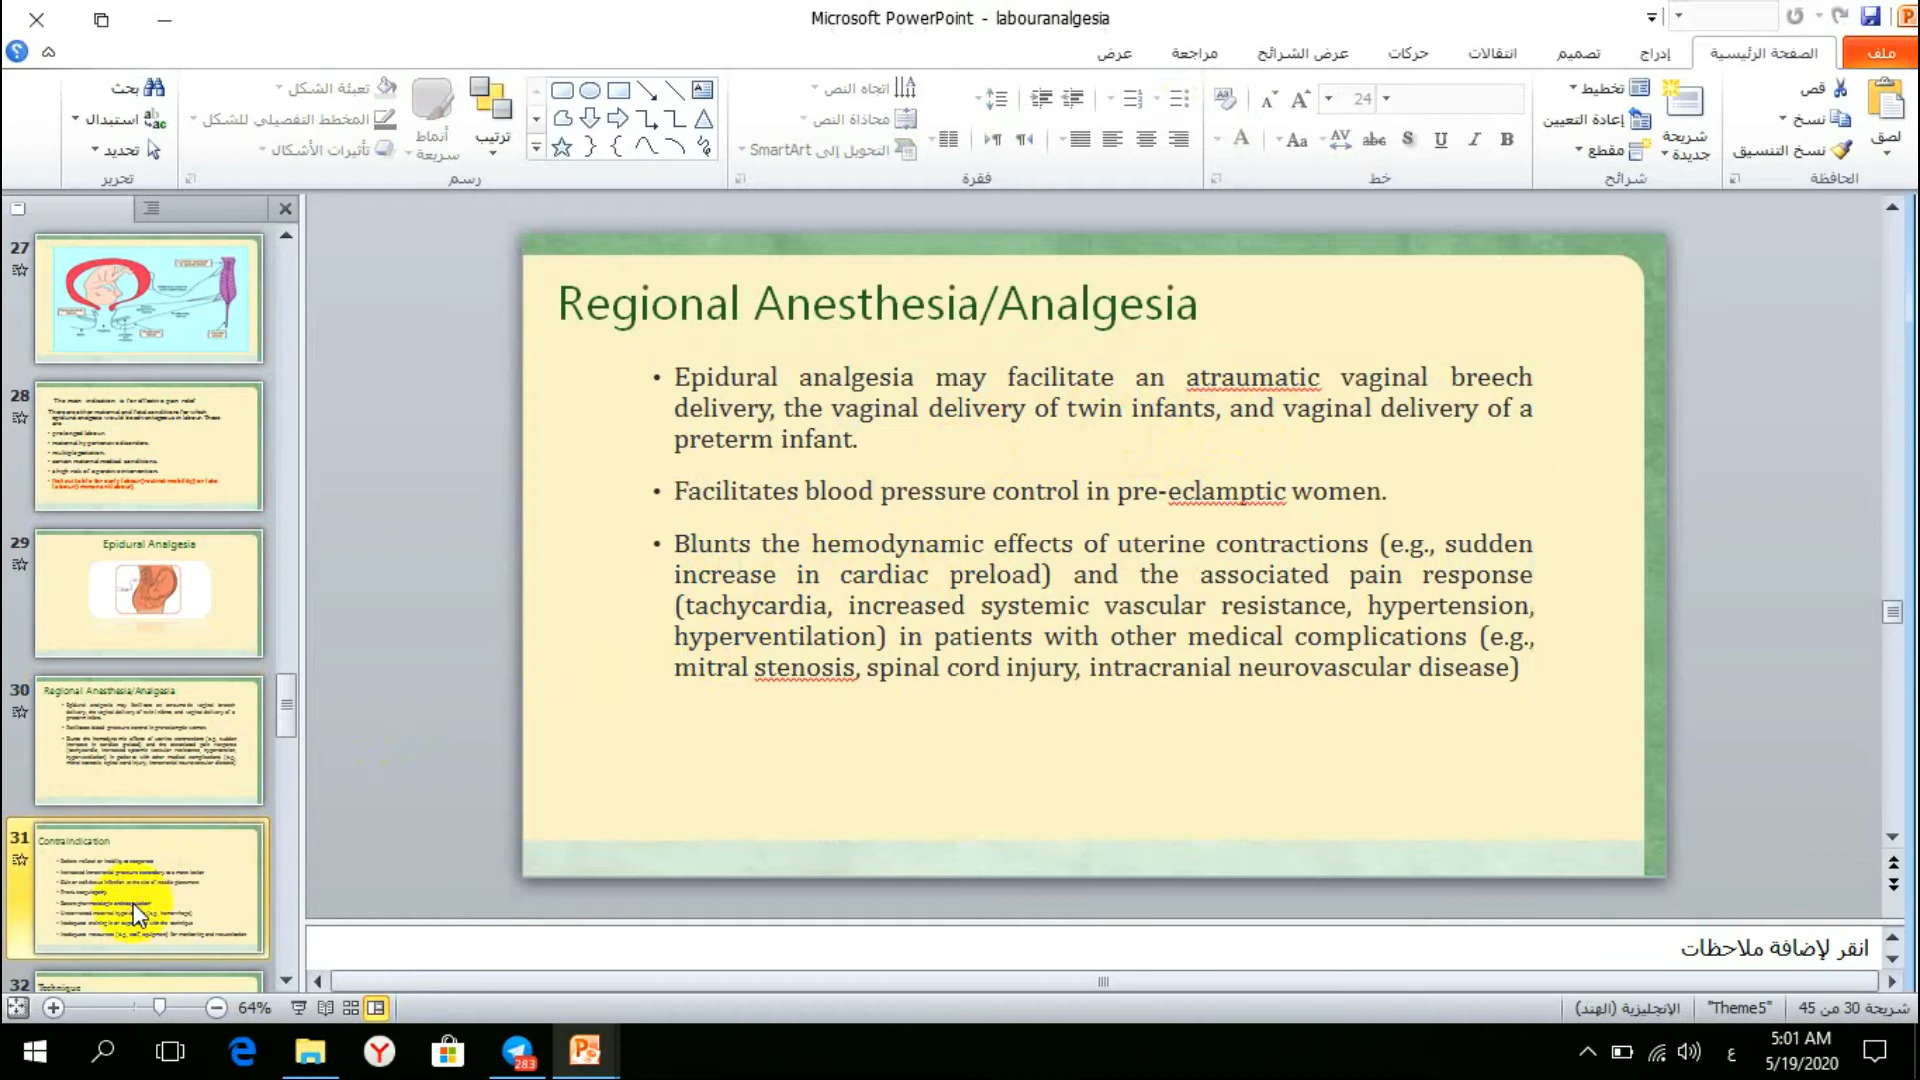 Microsoft PowerPoint - labouranalgesia
ملف
الصفحة الرئيسية
إدراج
تصميم
انتقالات
حركات
عرض الشرائح
مراجعة
عرض
قص
نسخ
نسخ التنسيق
لصق
الحافظة
تخطيط
إعادة التعيين
مقطع
شريحة
جديدة
شرائح
24
خط
اتجاه النص
محاذاة النص
التحويل إلى SmartArt
فقرة
ترتيب
أنماط
سريعة
تعبئة الشكل
المخطط التفصيلي للشكل
تأثيرات الأشكال
رسم
بحث
استبدال
تحديد
تحرير
27
28
29
Epidural Analgesia
30
Regional Anesthesia/Analgesia
31
Contraindication
32
Technique
Regional Anesthesia/Analgesia
• Epidural analgesia may facilitate an atraumatic vaginal breech
delivery, the vaginal delivery of twin infants, and vaginal delivery of a
preterm infant.
• Facilitates blood pressure control in pre-eclamptic women.
• Blunts the hemodynamic effects of uterine contractions (e.g., sudden
increase in cardiac preload) and the associated pain response
(tachycardia, increased systemic vascular resistance, hypertension,
hyperventilation) in patients with other medical complications (e.g.,
mitral stenosis, spinal cord injury, intracranial neurovascular disease)
انقر لإضافة ملاحظات
شريحة 30 من 45
"Theme5"
الإنجليزية (الهند)
64%
283
ع
5:01 AM
5/19/2020